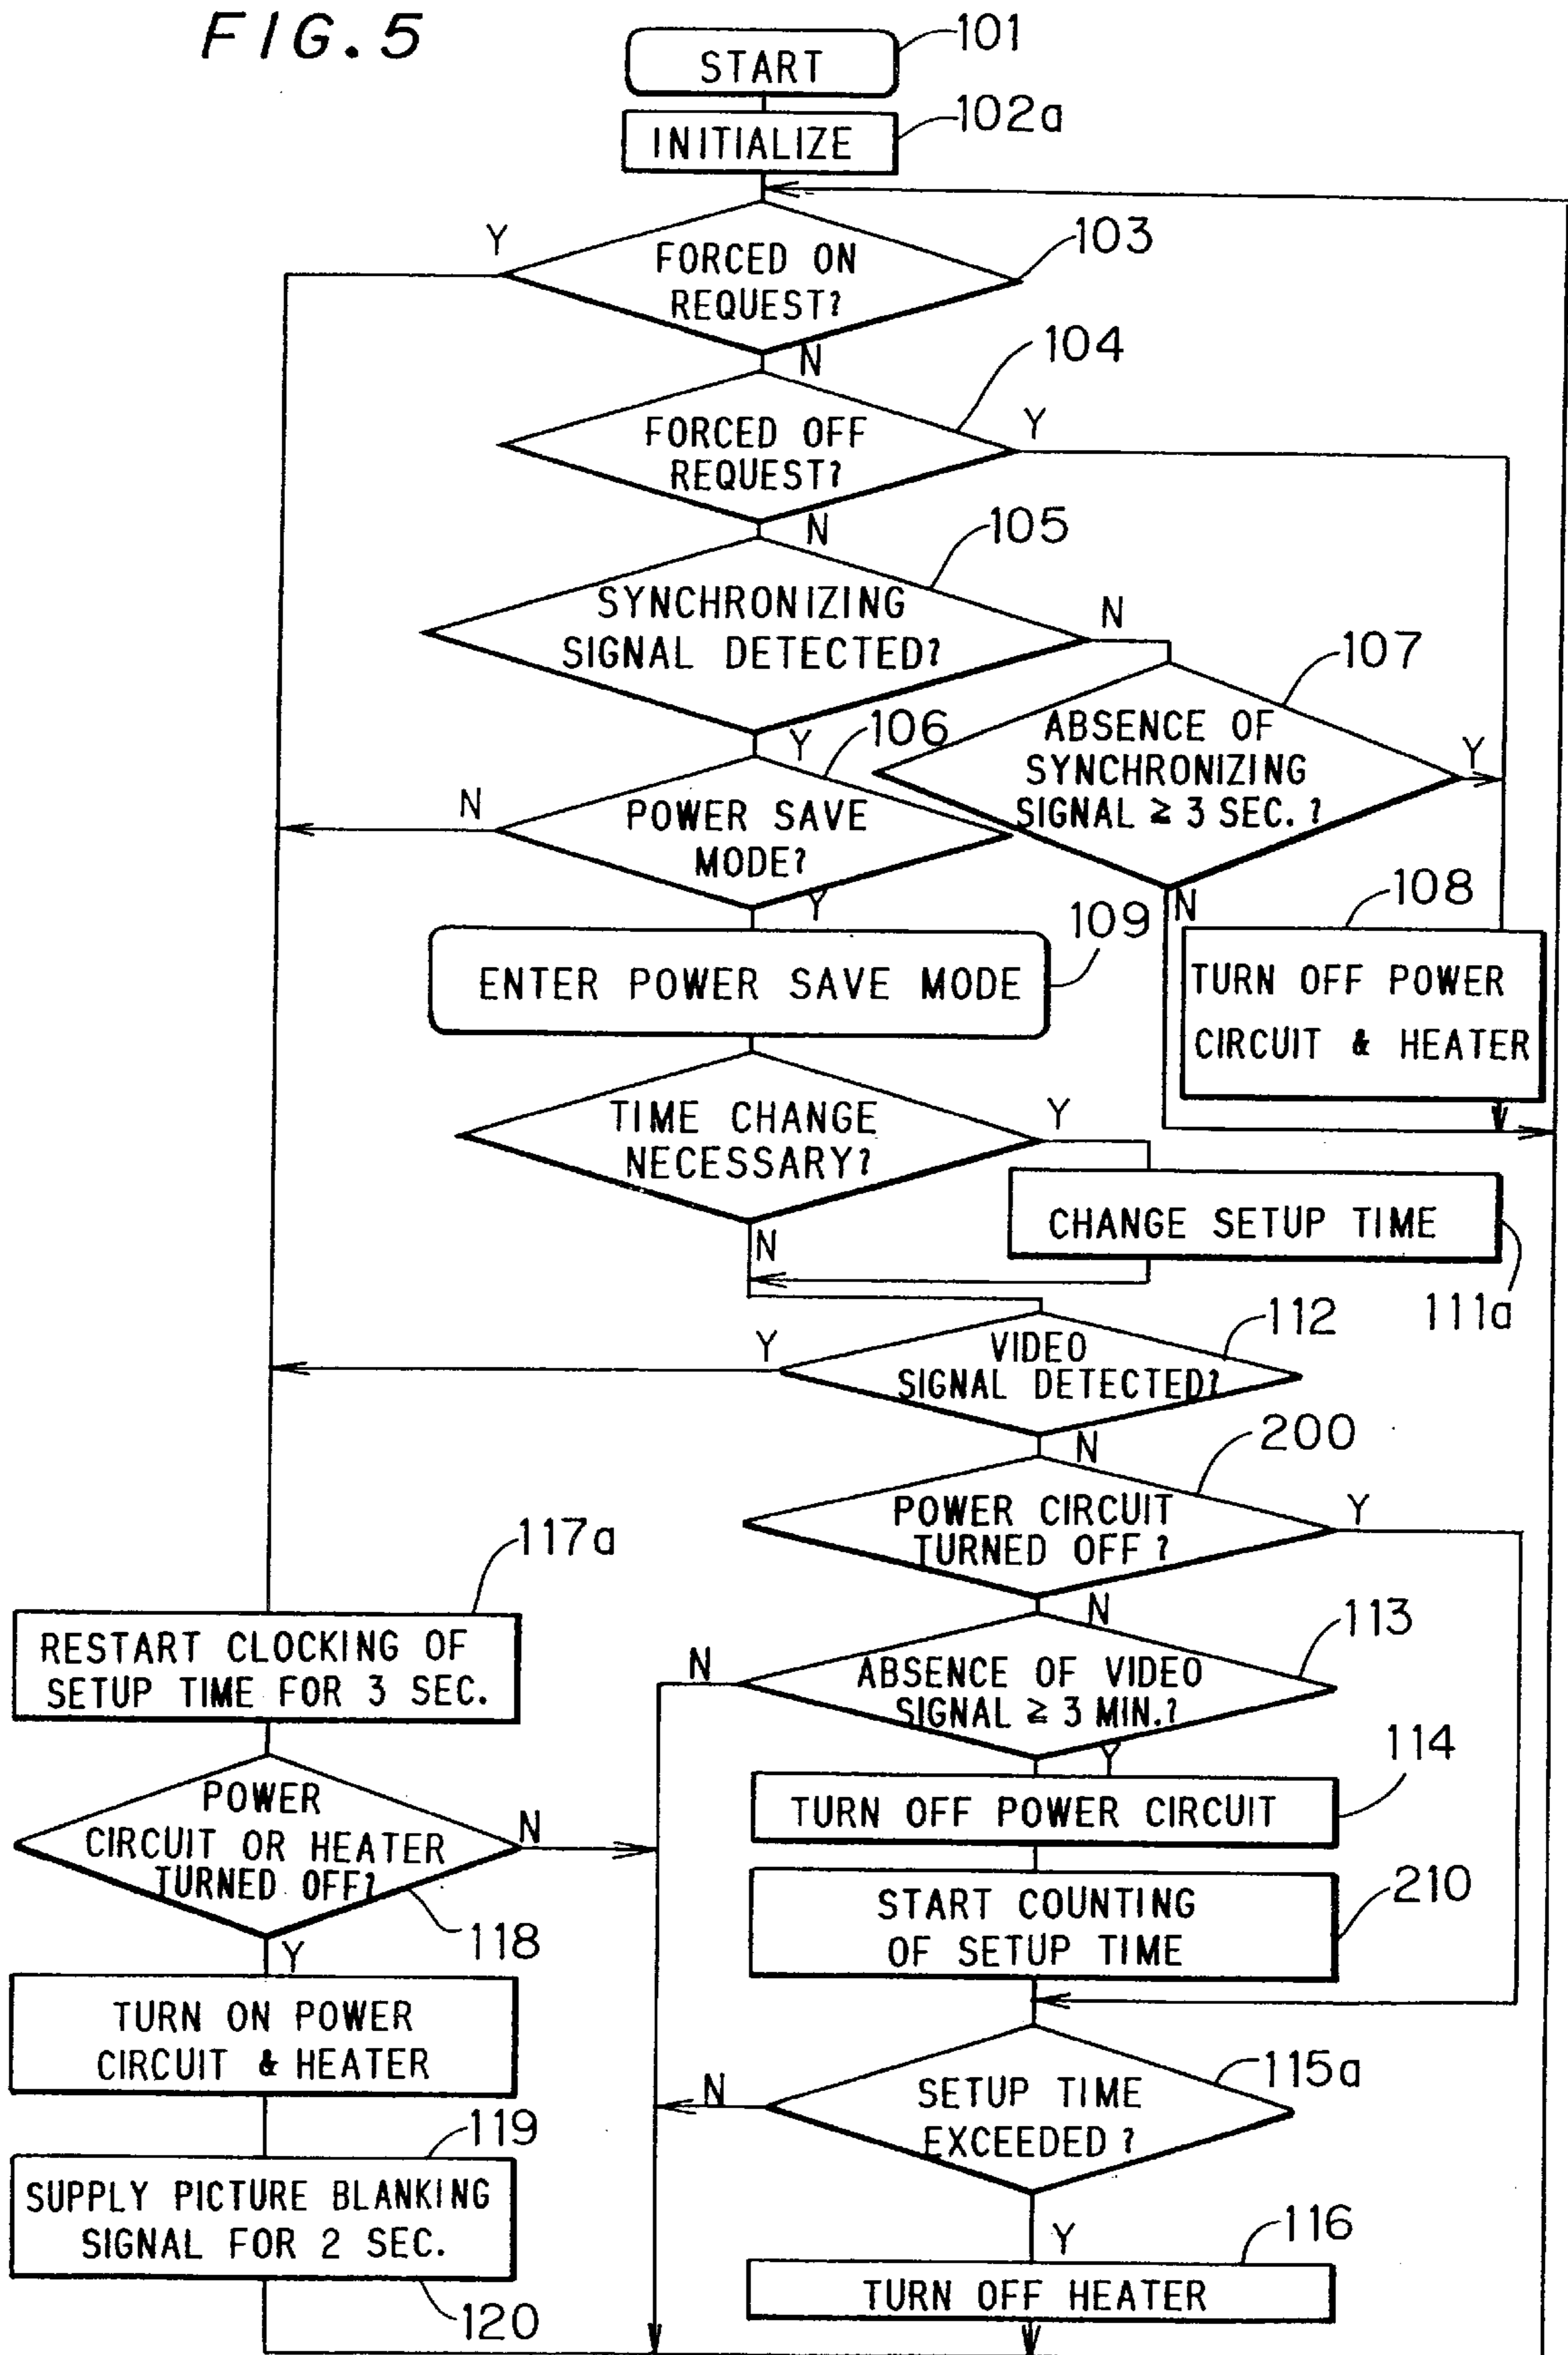 FIG.5
START
101
INITIALIZE
102a
Y
FORCED ON
REQUEST?
103
N
104
FORCED OFF
REQUEST?
Y
N
105
SYNCHRONIZING
SIGNAL DETECTED?
N
107
ABSENCE OF
SYNCHRONIZING
SIGNAL ≥ 3 SEC. ?
Y
Y
106
N
POWER SAVE
MODE?
Y
N
108
TURN OFF POWER
CIRCUIT & HEATER
109
ENTER POWER SAVE MODE
TIME CHANGE
NECESSARY?
Y
N
CHANGE SETUP TIME
111a
Y
VIDEO
SIGNAL DETECTED?
112
N
200
POWER CIRCUIT
TURNED OFF ?
Y
N
117a
RESTART CLOCKING OF
SETUP TIME FOR 3 SEC.
N
ABSENCE OF VIDEO
SIGNAL ≧ 3 MIN.?
113
Y
114
TURN OFF POWER CIRCUIT
POWER
CIRCUIT OR HEATER
TURNED OFF?
N
118
Y
START COUNTING
OF SETUP TIME
210
TURN ON POWER
CIRCUIT & HEATER
119
N
SETUP TIME
EXCEEDED ?
115a
SUPPLY PICTURE BLANKING
SIGNAL FOR 2 SEC.
120
Y
116
TURN OFF HEATER